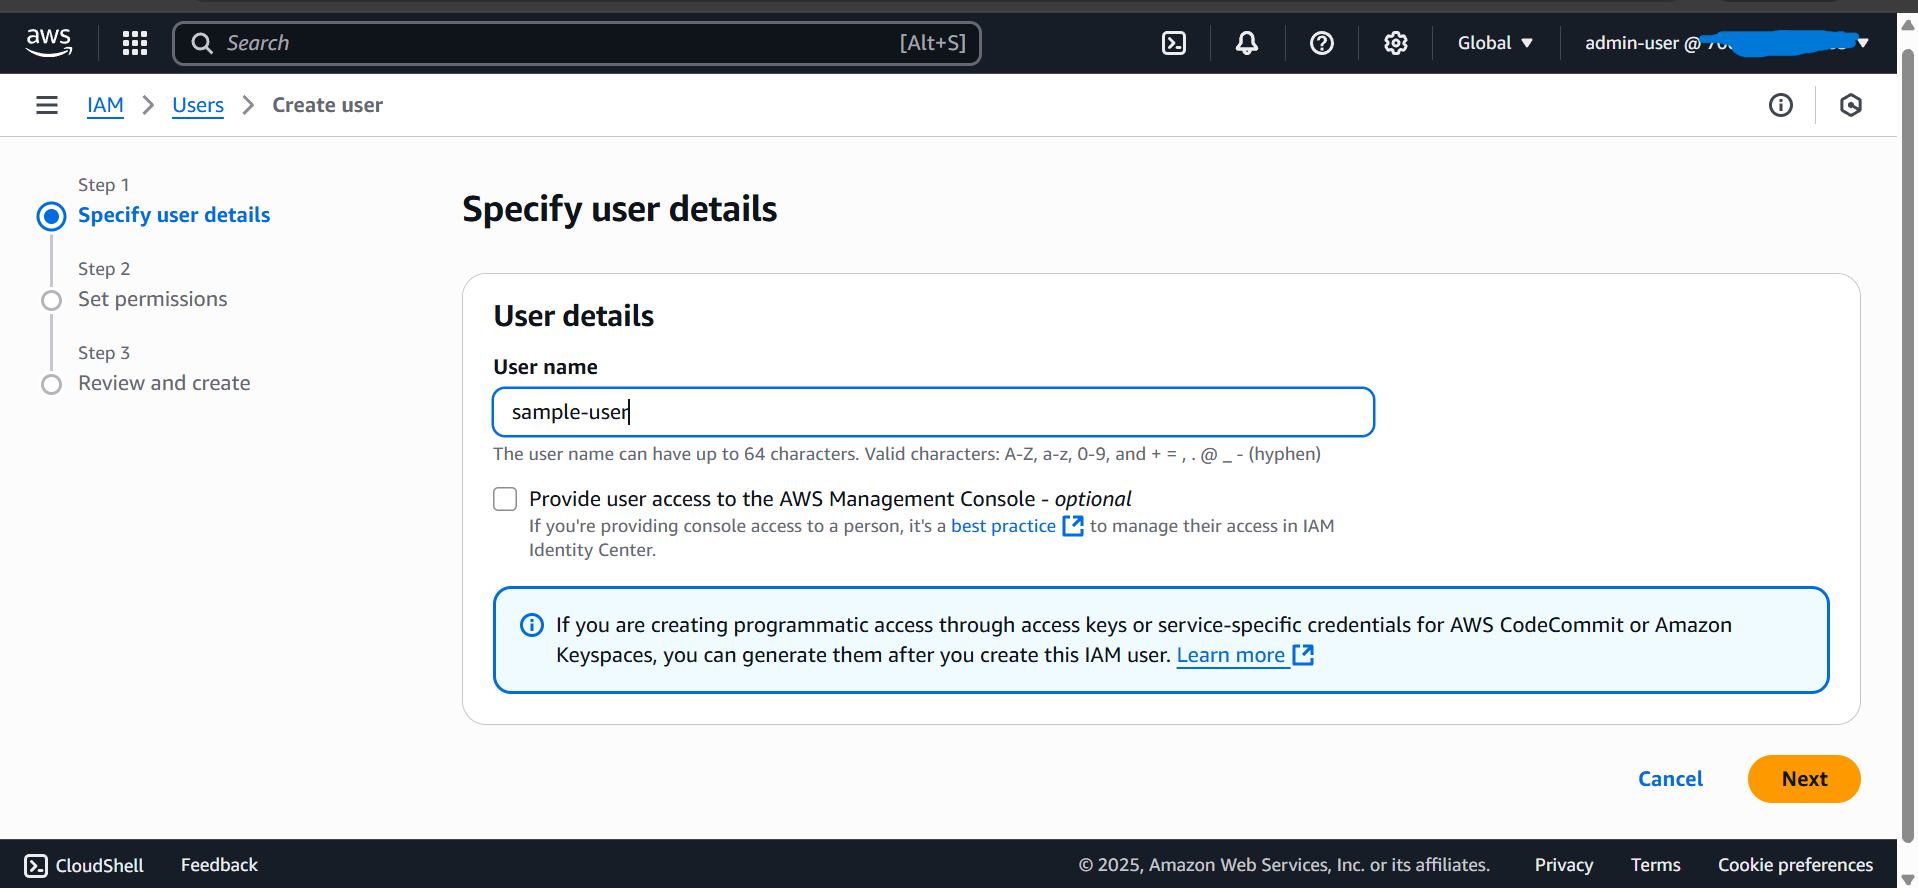 aws
Search [Alt+S]
Global
admin-user @
IAM
Users
Create user
Step 1
Specify user details
Step 2
Set permissions
Step 3
Review and create
Specify user details
User details
User name
sample-user
The user name can have up to 64 characters. Valid characters: A-Z, a-z, 0-9, and + = , . @ _ - (hyphen)
Provide user access to the AWS Management Console - optional
If you're providing console access to a person, it's a best practice to manage their access in IAM
Identity Center.
If you are creating programmatic access through access keys or service-specific credentials for AWS CodeCommit or Amazon
Keyspaces, you can generate them after you create this IAM user. Learn more
Cancel
Next
CloudShell
Feedback
© 2025, Amazon Web Services, Inc. or its affiliates.
Privacy
Terms
Cookie preferences